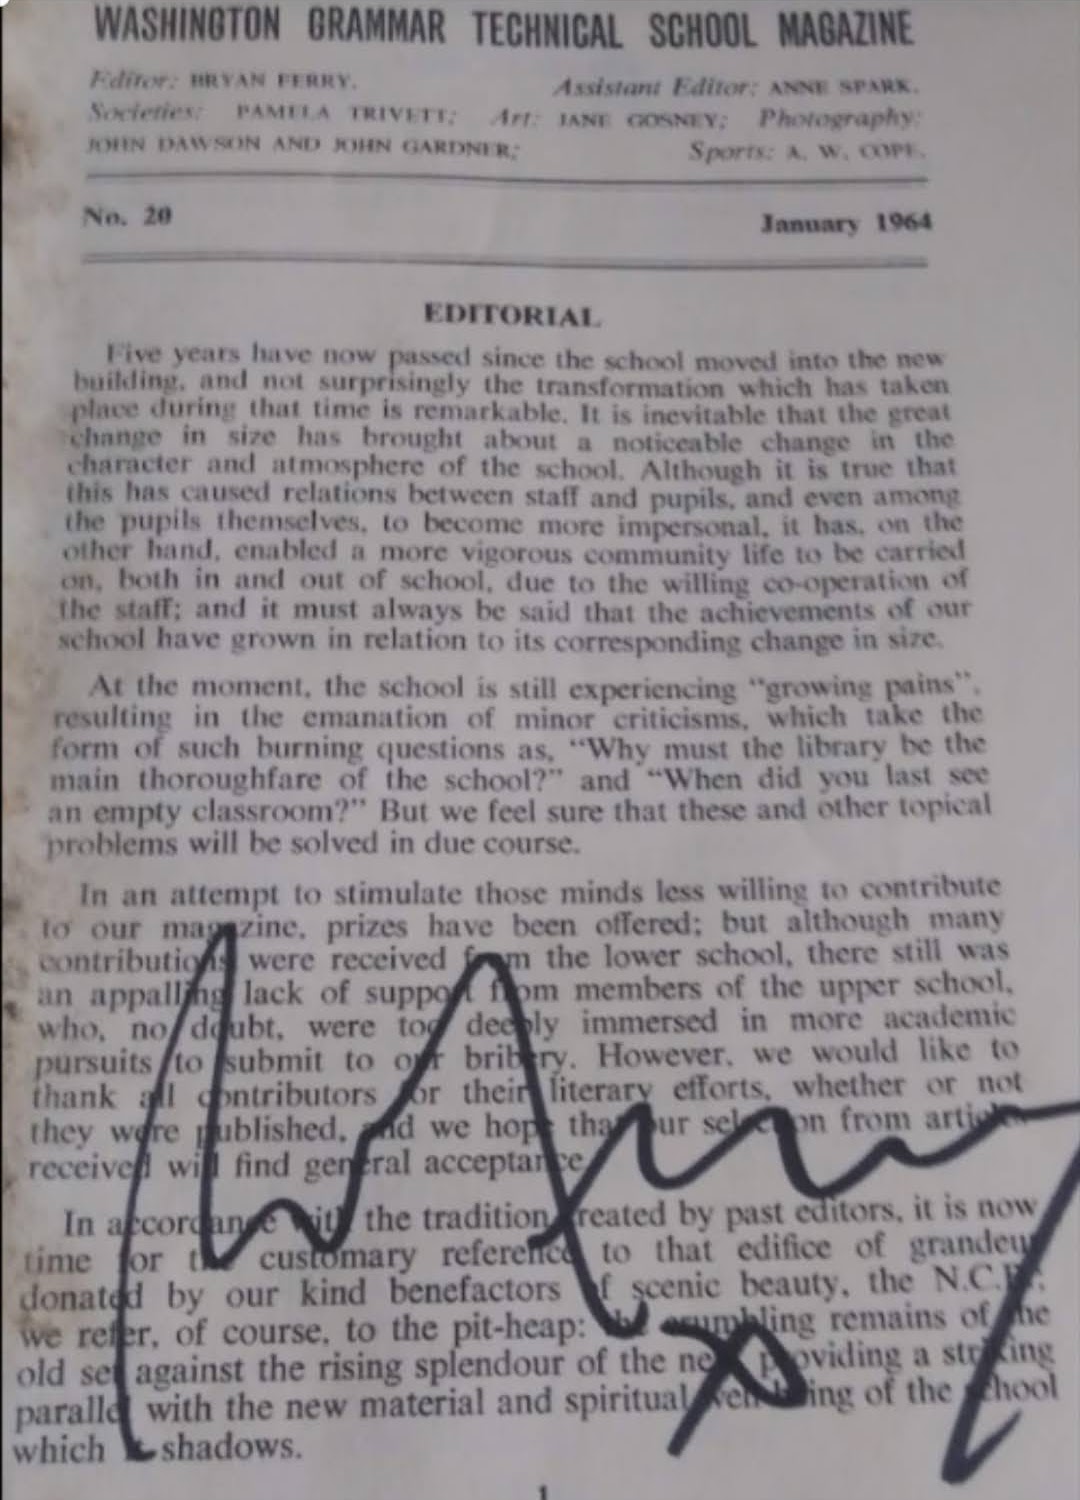 WASHINGTON GRAMMAR TECHNICAL SCHOOL MAGAZINE
Editor: BRYAN FERRY. Assistant Editor: ANNE SPARK.
Societies: PAMELA TRIVETT; Art: JANE GOSNEY; Photography:
JOHN DAWSON AND JOHN GARDNER; Sports: A. W. COPE.
No. 20 January 1964
EDITORIAL
Five years have now passed since the school moved into the new
building, and not surprisingly the transformation which has taken
place during that time is remarkable. It is inevitable that the great
change in size has brought about a noticeable change in the
character and atmosphere of the school. Although it is true that
this has caused relations between staff and pupils, and even among
the pupils themselves, to become more impersonal, it has, on the
other hand, enabled a more vigorous community life to be carried
on, both in and out of school, due to the willing co-operation of
the staff; and it must always be said that the achievements of our
school have grown in relation to its corresponding change in size.
At the moment, the school is still experiencing "growing pains",
resulting in the emanation of minor criticisms, which take the
form of such burning questions as, "Why must the library be the
main thoroughfare of the school?" and "When did you last see
an empty classroom?" But we feel sure that these and other topical
problems will be solved in due course.
In an attempt to stimulate those minds less willing to contribute
to our magazine, prizes have been offered; but although many
contributions were received from the lower school, there still was
an appalling lack of support from members of the upper school,
who, no doubt, were too deeply immersed in more academic
pursuits to submit to our bribery. However, we would like to
thank all contributors for their literary efforts, whether or not
they were published, and we hope that our selection from articles
received will find general acceptance.
In accordance with the tradition created by past editors, it is now
time for the customary reference to that edifice of grandeur
donated by our kind benefactors of scenic beauty, the N.C.B.:
we refer, of course, to the pit-heap: the crumbling remains of the
old set against the rising splendour of the new providing a striking
parallel with the new material and spiritual well-being of the school
which it shadows.
1